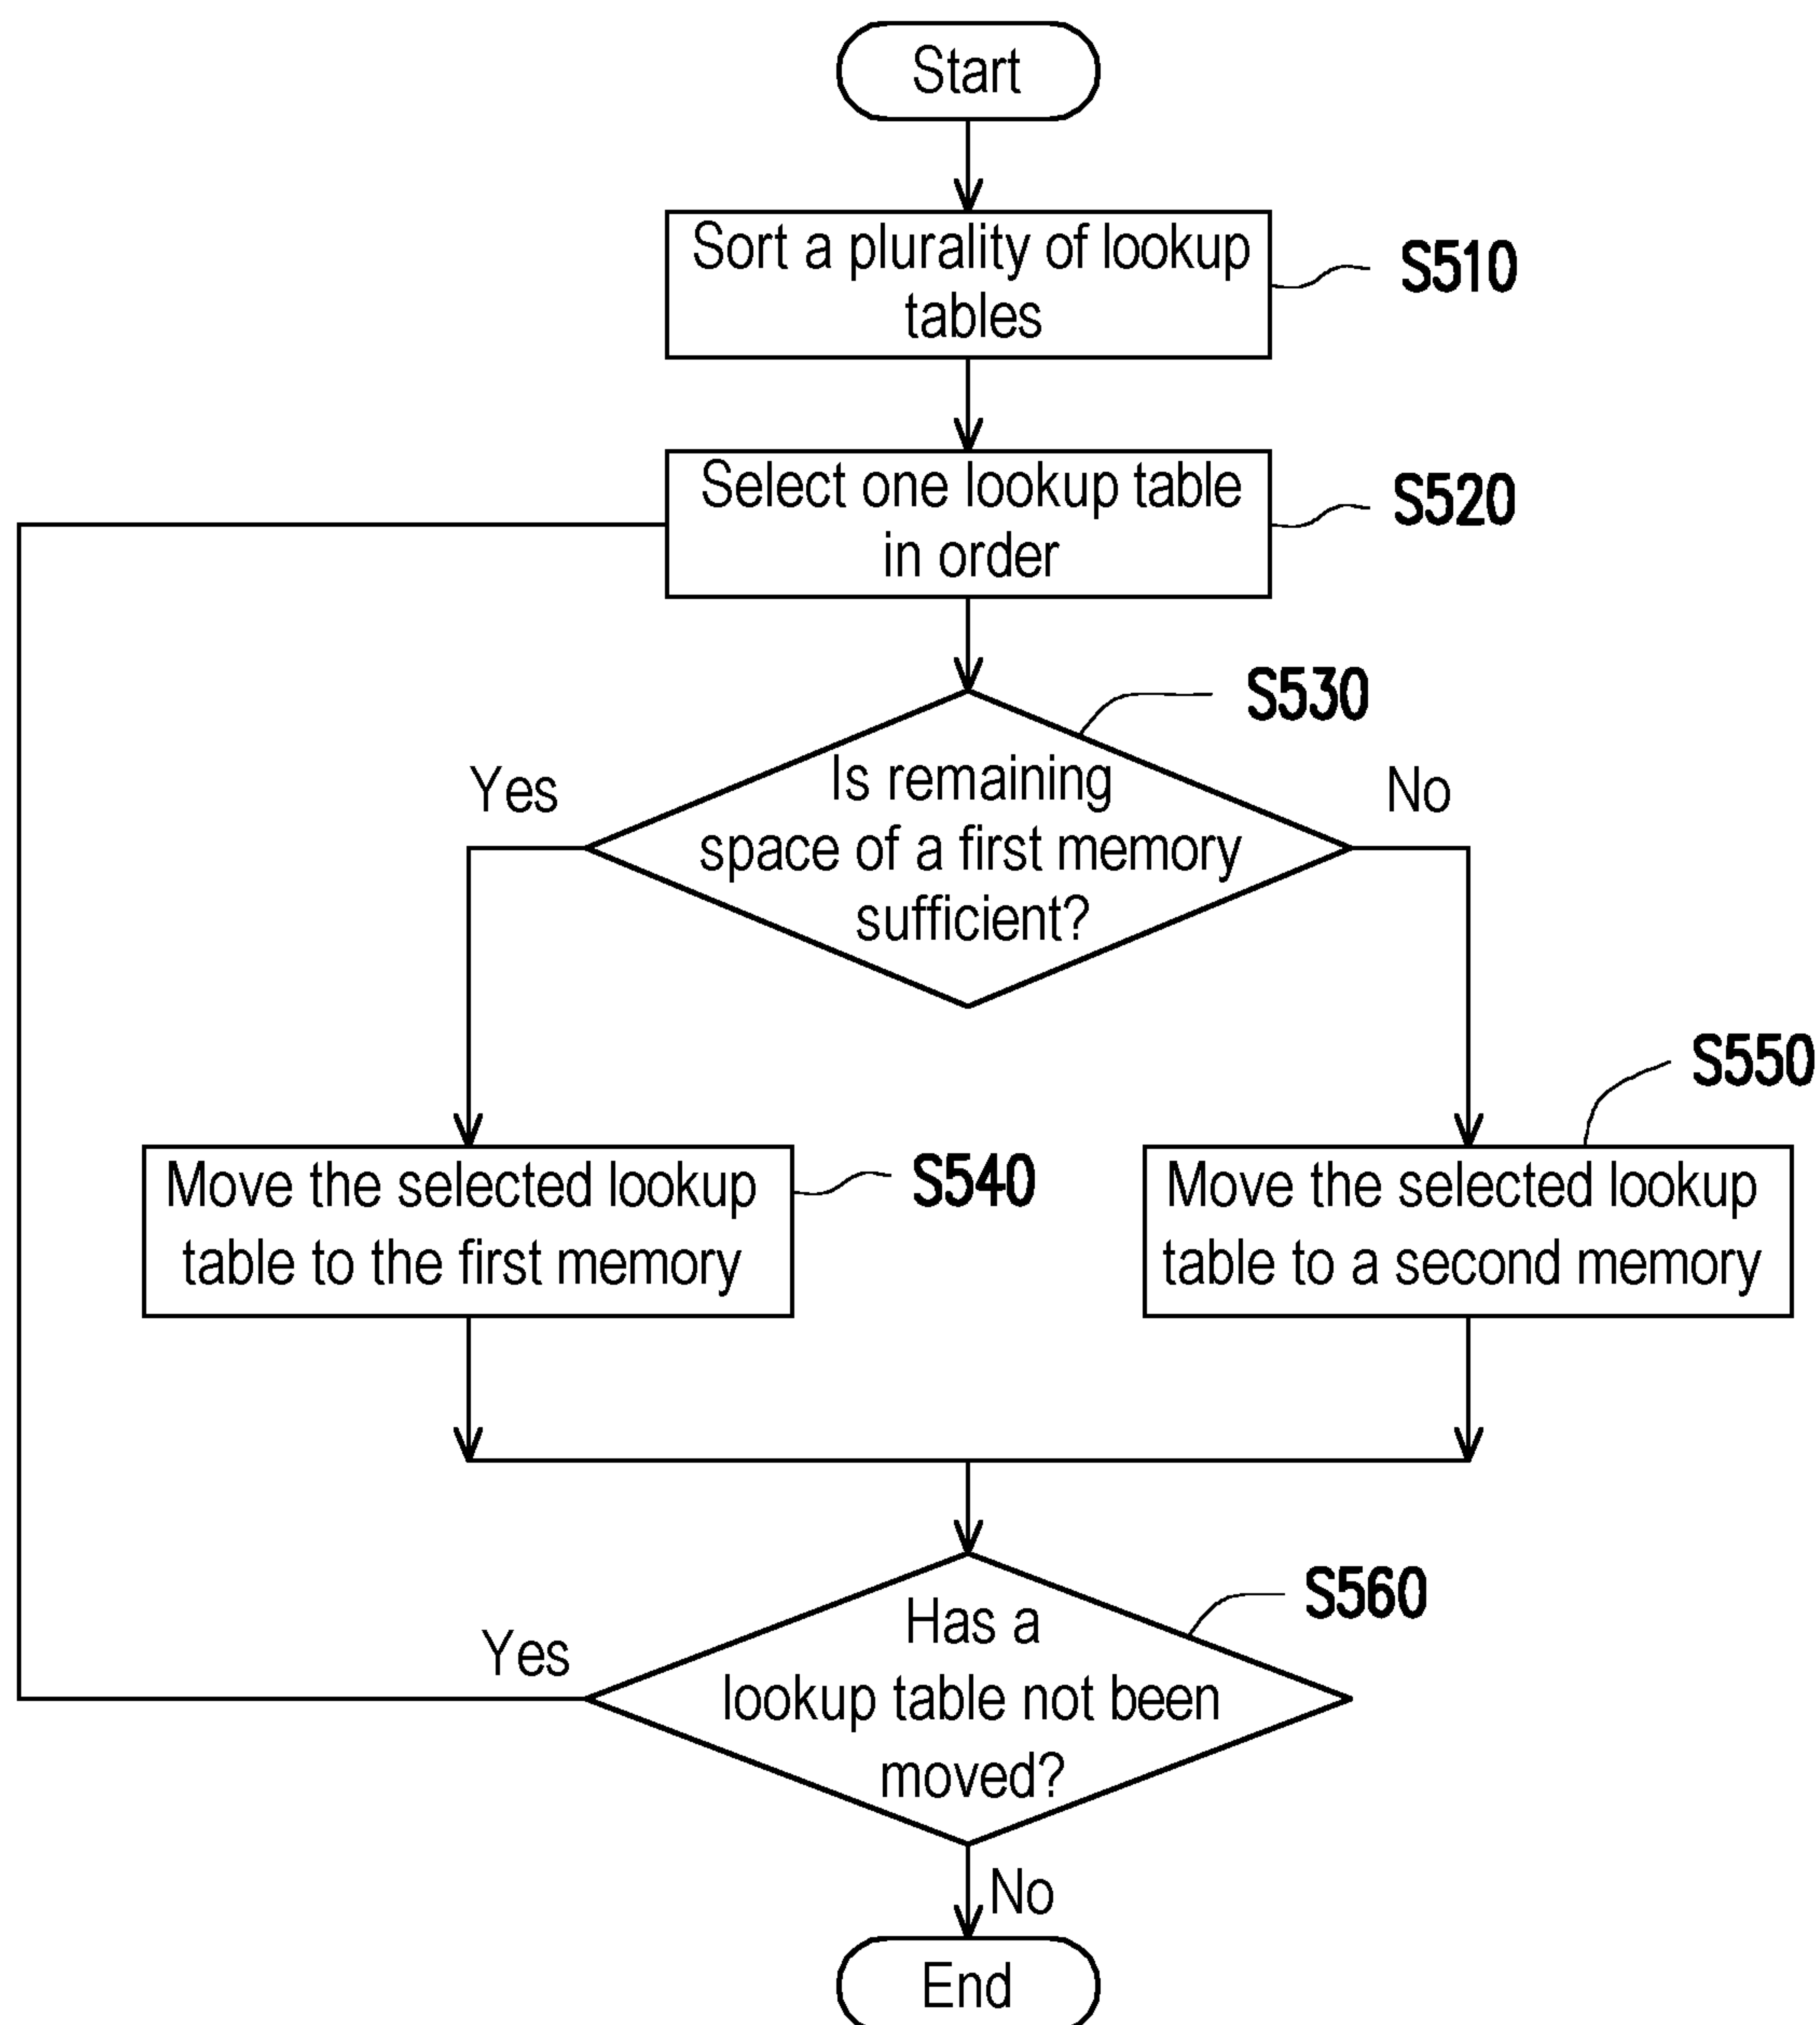 Start
Sort a plurality of lookup
tables
S510
Select one lookup table
in order
S520
S530
Is remaining
space of a first memory
sufficient?
Yes
No
S550
Move the selected lookup
table to the first memory
S540
Move the selected lookup
table to a second memory
S560
Has a
lookup table not been
moved?
Yes
No
End